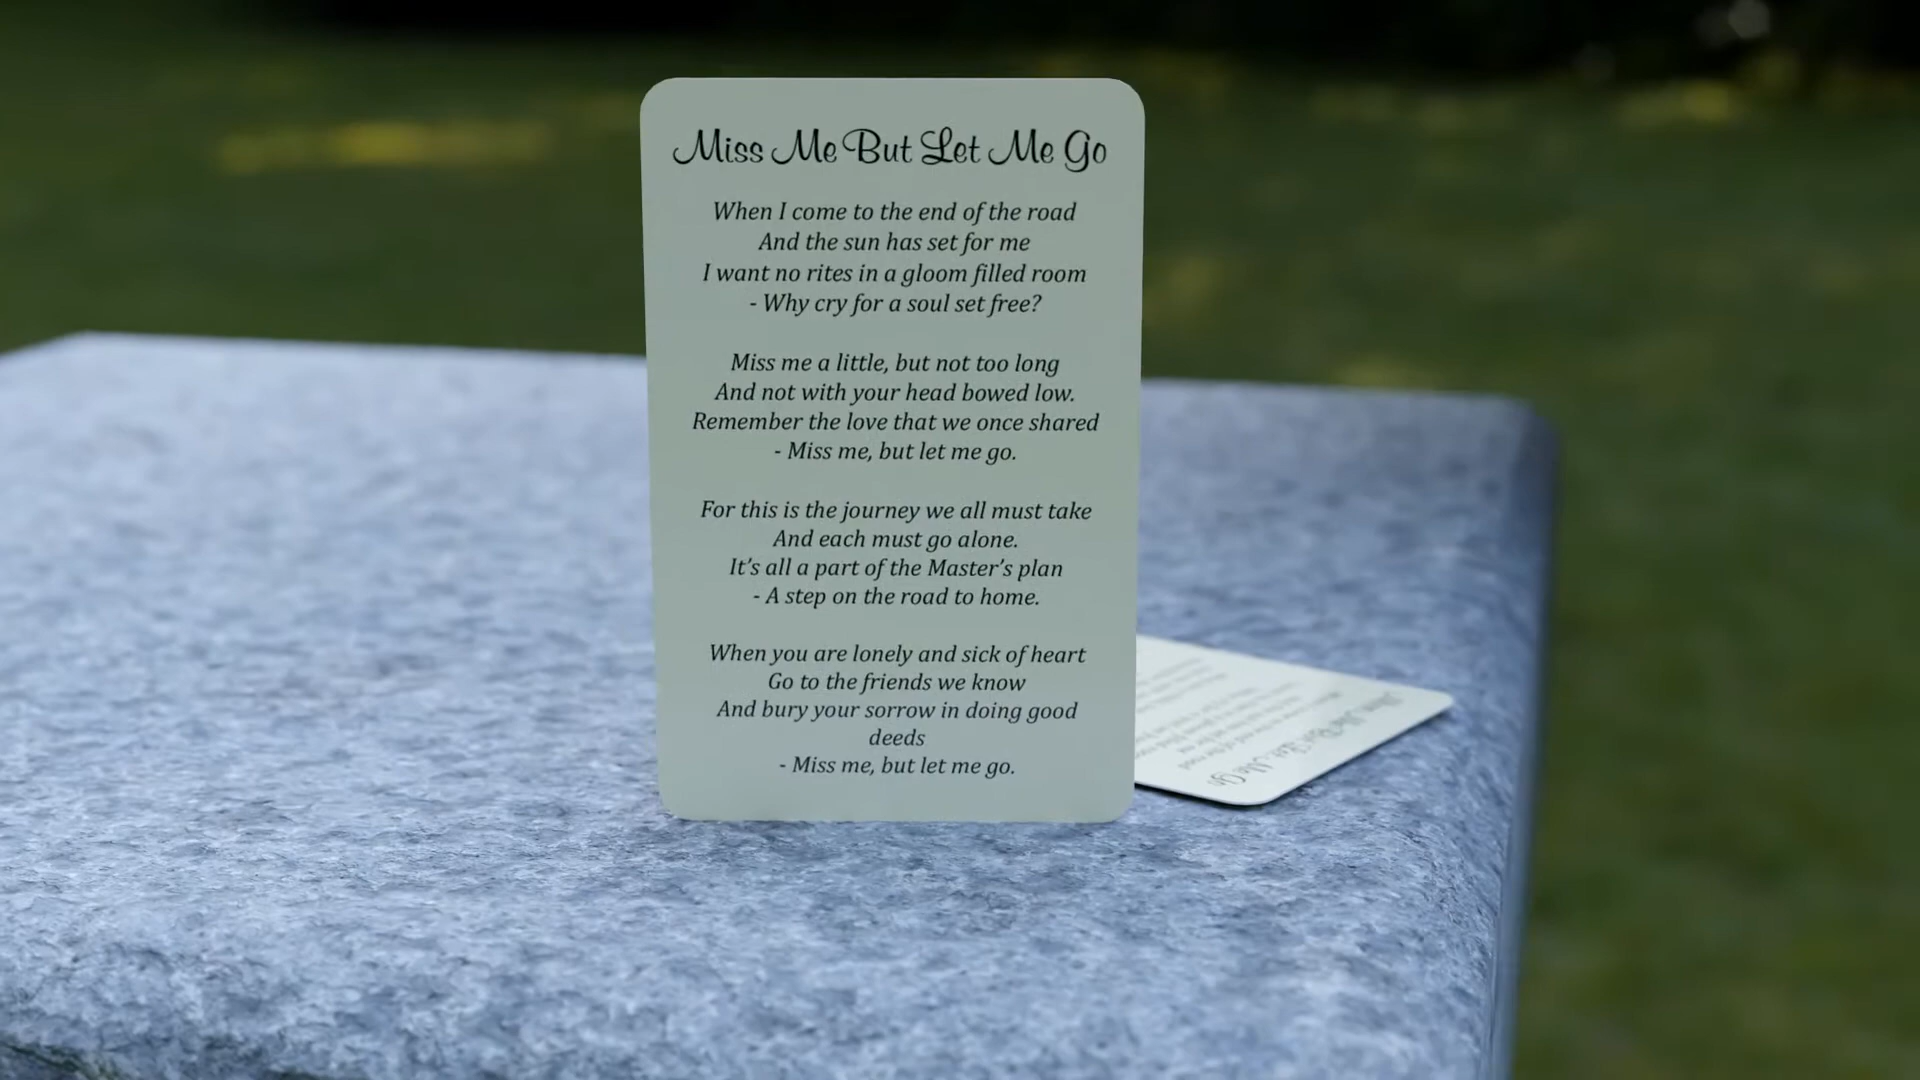 Miss Me But Let Me Go
When I come to the end of the road
And the sun has set for me
I want no rites in a gloom filled room
- Why cry for a soul set free?
Miss me a little, but not too long
And not with your head bowed low.
Remember the love that we once shared
- Miss me, but let me go.
For this is the journey we all must take
And each must go alone.
It's all a part of the Master's plan
- A step on the road to home.
When you are lonely and sick of heart
Go to the friends we know
And bury your sorrow in doing good
deeds
- Miss me, but let me go.